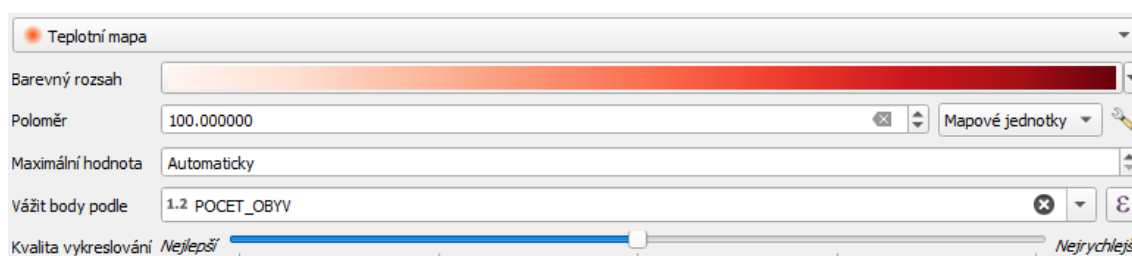 Teplotní mapa
Barevný rozsah
Poloměr 100.000000 Mapové jednotky
Maximální hodnota Automaticky
Vážit body podle 1.2 POCET_OBYV ε
Kvalita vykreslování Nejlepší Nejrychlejš